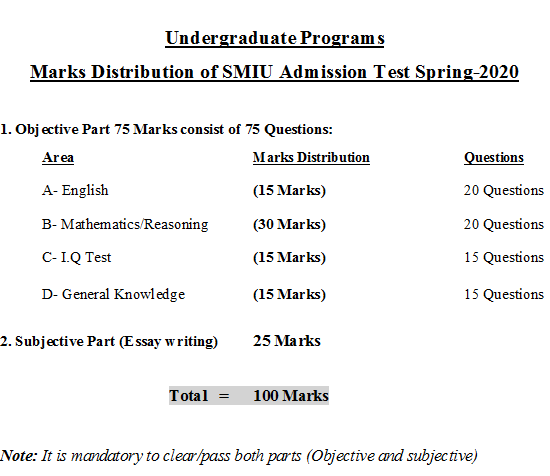 Undergraduate Programs
Marks Distribution of SMIU Admission Test Spring-2020
1. Objective Part 75 Marks consist of 75 Questions:
Area Marks Distribution Questions
A- English (15 Marks) 20 Questions
B- Mathematics/Reasoning (30 Marks) 20 Questions
C- I.Q Test (15 Marks) 15 Questions
D- General Knowledge (15 Marks) 15 Questions
2. Subjective Part (Essay writing) 25 Marks
Total = 100 Marks
Note: It is mandatory to clear/pass both parts (Objective and subjective)